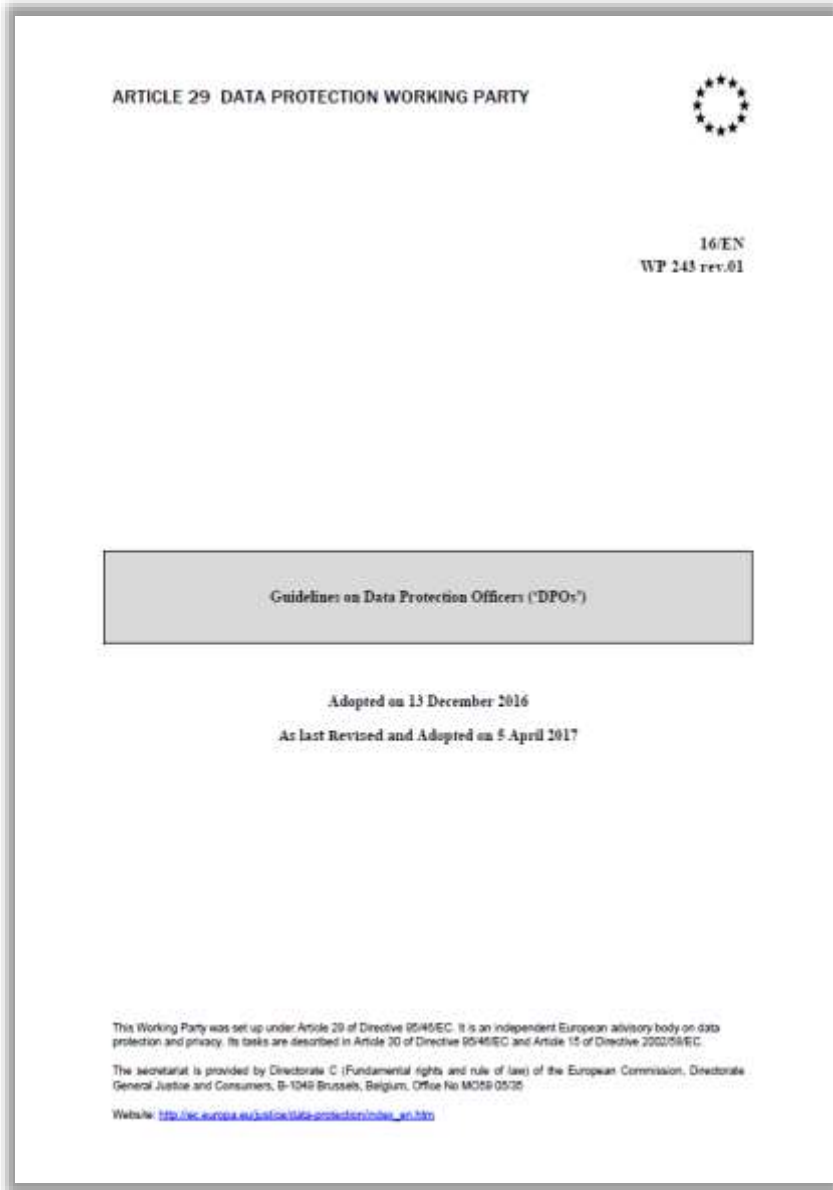 ARTICLE 29 DATA PROTECTION WORKING PARTY
16/EN
WP 243 rev.01
Guidelines on Data Protection Officers ('DPOs')
Adopted on 13 December 2016
As last Revised and Adopted on 5 April 2017
This Working Party was set up under Article 29 of Directive 95/46/EC. It is an independent European advisory body on data
protection and privacy. Its tasks are described in Article 30 of Directive 95/46/EC and Article 15 of Directive 2002/58/EC.
The secretariat is provided by Directorate C (Fundamental rights and rule of law) of the European Commission, Directorate
General Justice and Consumers, B-1049 Brussels, Belgium, Office No MO59 05/35
Website: http://ec.europa.eu/justice/data-protection/index_en.htm